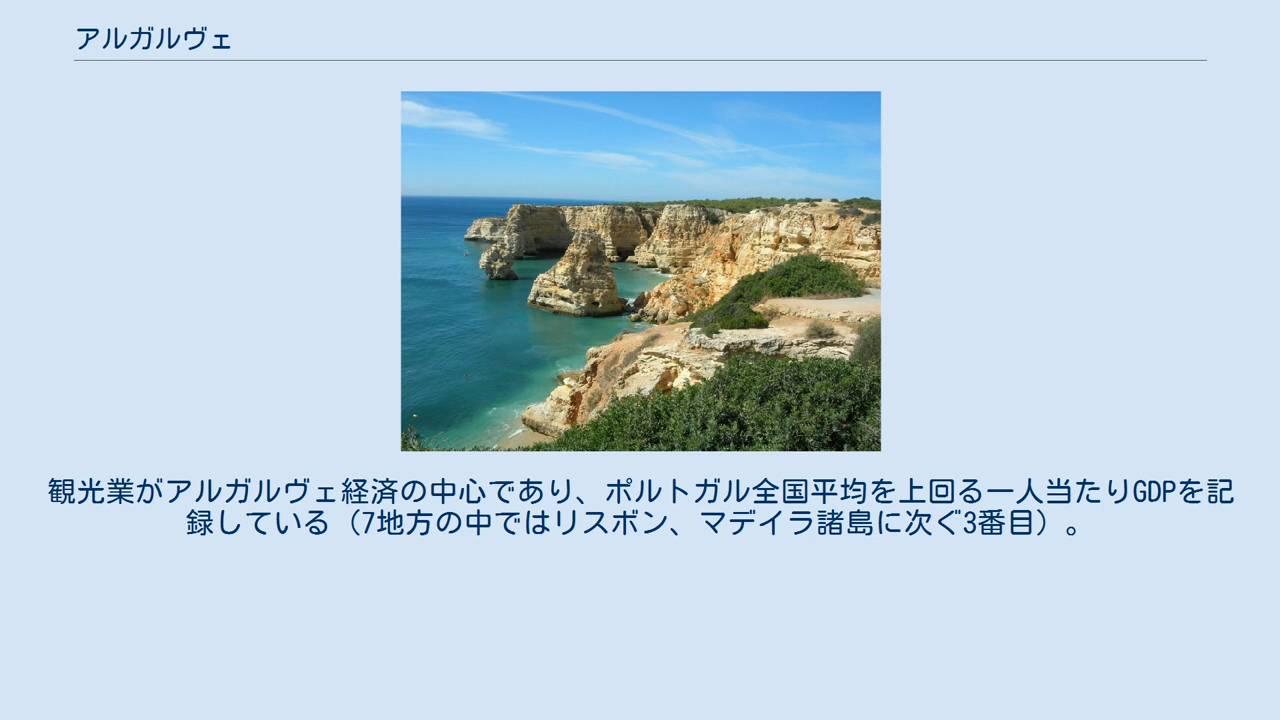 アルガルヴェ
観光業がアルガルヴェ経済の中心であり、ポルトガル全国平均を上回る一人当たりGDPを記
録している（7地方の中ではリスボン、マデイラ諸島に次ぐ3番目）。